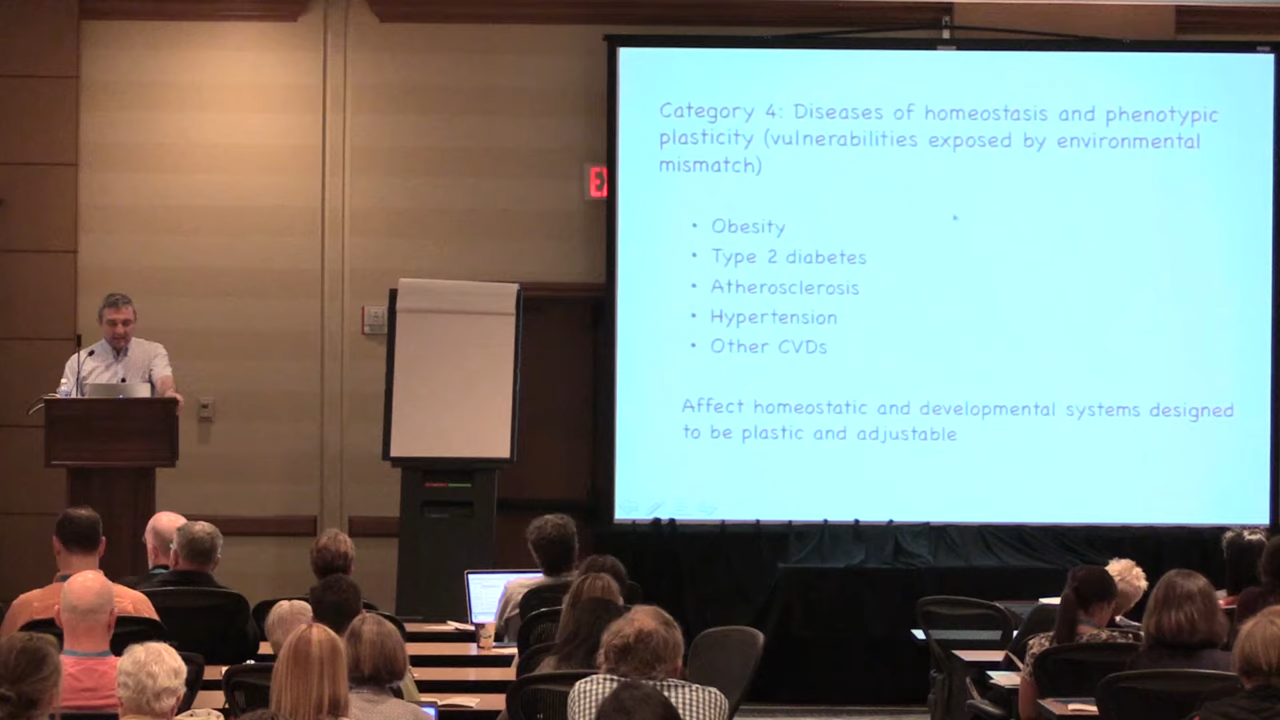 Category 4: Diseases of homeostasis and phenotypic
plasticity (vulnerabilities exposed by environmental
mismatch)
• Obesity
• Type 2 diabetes
• Atherosclerosis
• Hypertension
• Other CVDs
Affect homeostatic and developmental systems designed
to be plastic and adjustable